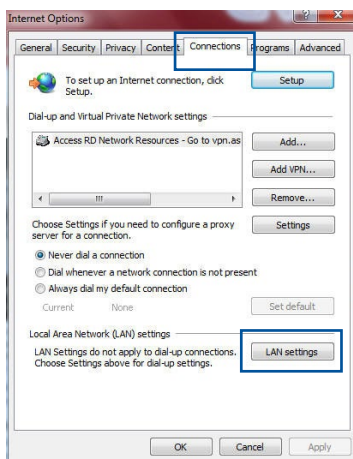 Internet Options
General Security Privacy Content Connections Programs Advanced
To set up an Internet connection, click
Setup.
Setup
Dial-up and Virtual Private Network settings
Access RD Network Resources - Go to vpn.as
Add...
Add VPN...
Remove...
Choose Settings if you need to configure a proxy
server for a connection.
Settings
Never dial a connection
Dial whenever a network connection is not present
Always dial my default connection
Current None
Set default
Local Area Network (LAN) settings
LAN Settings do not apply to dial-up connections.
Choose Settings above for dial-up settings.
LAN settings
OK Cancel Apply